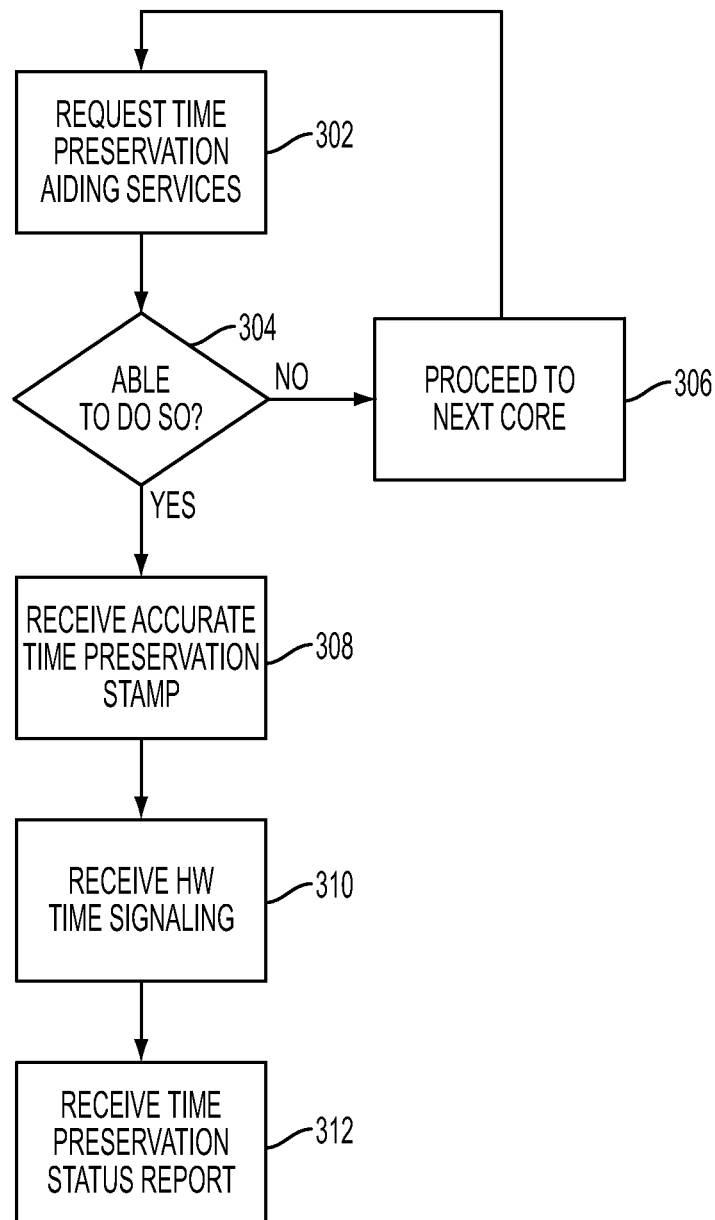 REQUEST TIME
PRESERVATION
AIDING SERVICES
302
304
ABLE
TO DO SO?
NO
PROCEED TO
NEXT CORE
306
YES
RECEIVE ACCURATE
TIME PRESERVATION
STAMP
308
RECEIVE HW
TIME SIGNALING
310
RECEIVE TIME
PRESERVATION
STATUS REPORT
312